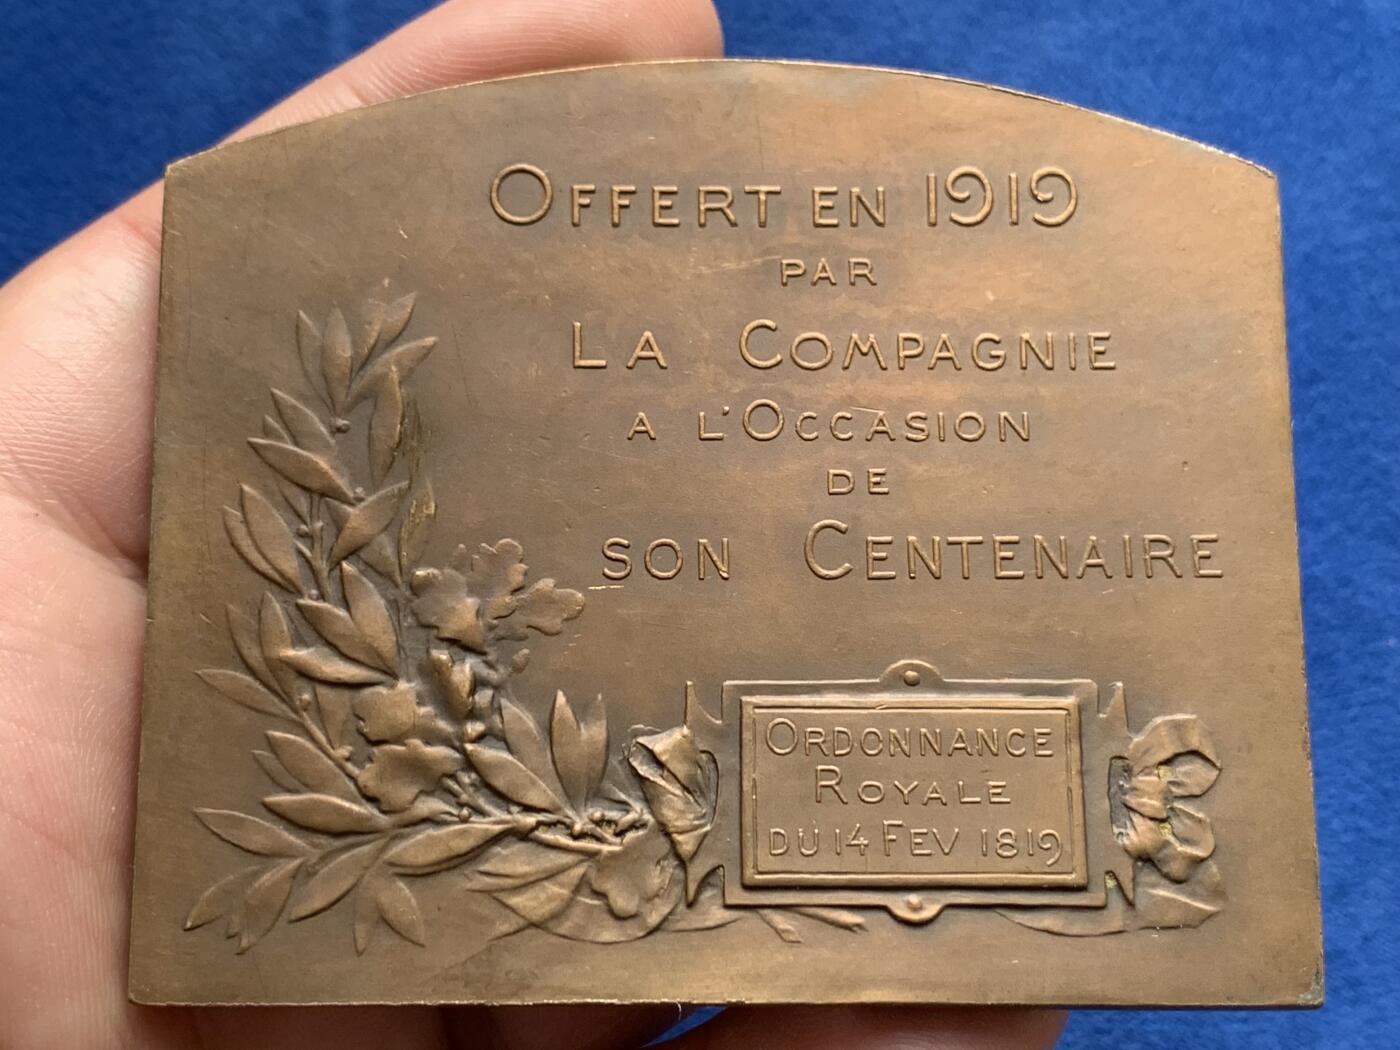 OFFERT EN 1919
PAR
LA COMPAGNIE
A L'OCCASION
DE
SON CENTENAIRE
ORDONNANCE
ROYALE
DU 14 FEV 1819